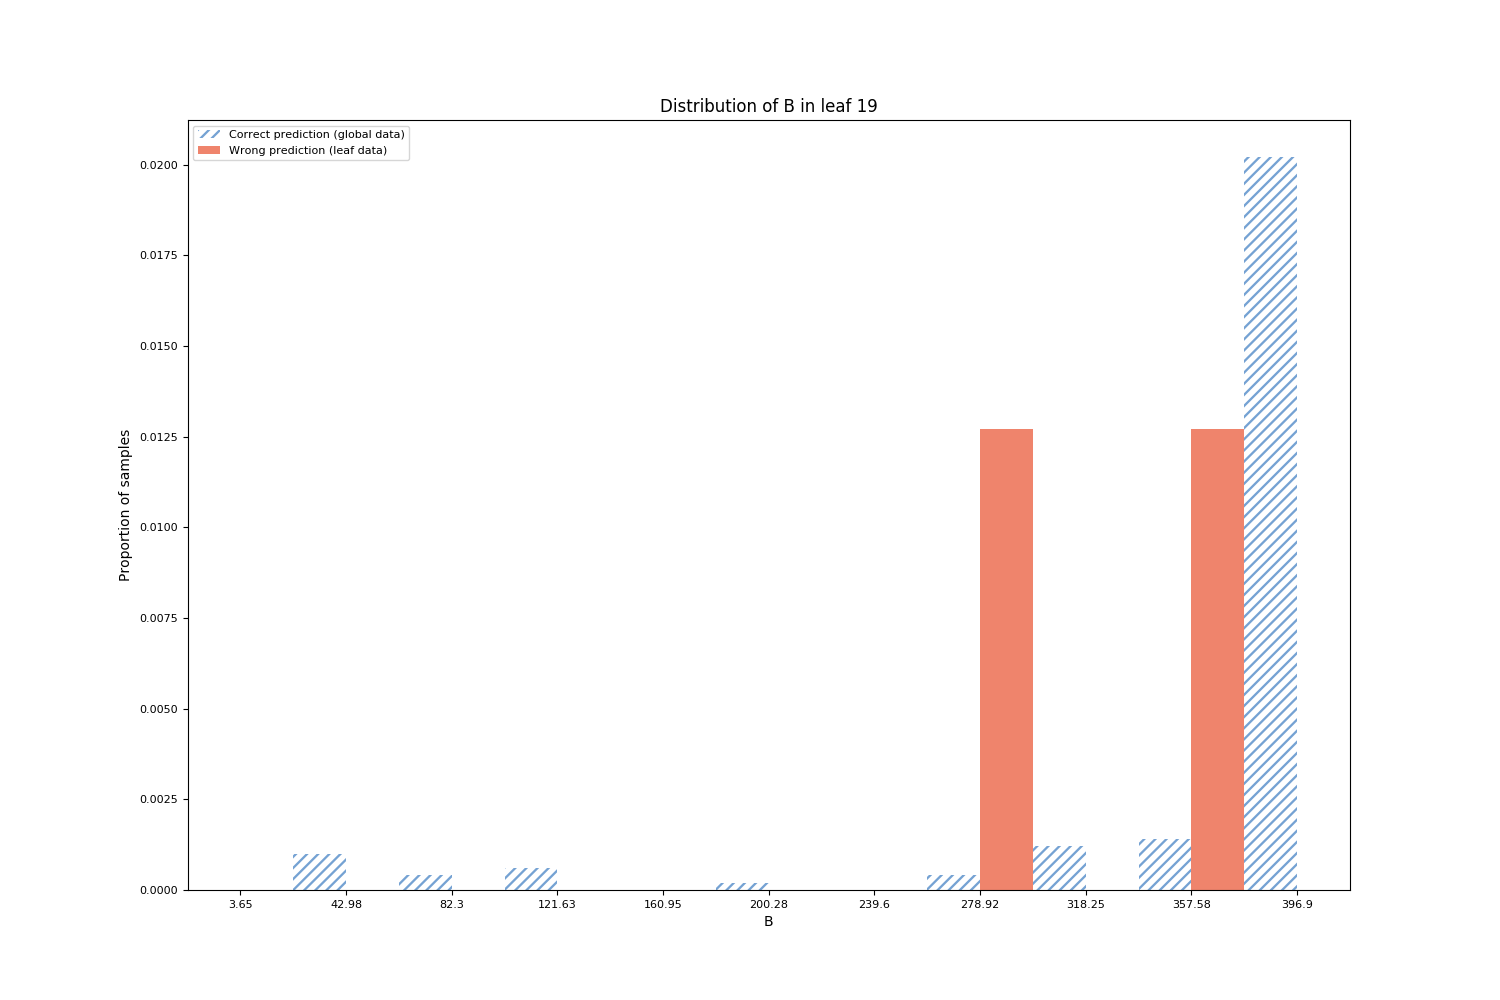 Distribution of B in leaf 19
Correct prediction (global data)
Wrong prediction (leaf data)
0.0200
0.0175
0.0150
0.0125
0.0100
0.0075
0.0050
0.0025
0.0000
Proportion of samples
3.65 42.98 82.3 121.63 160.95 200.28 239.6 278.92 318.25 357.58 396.9
B